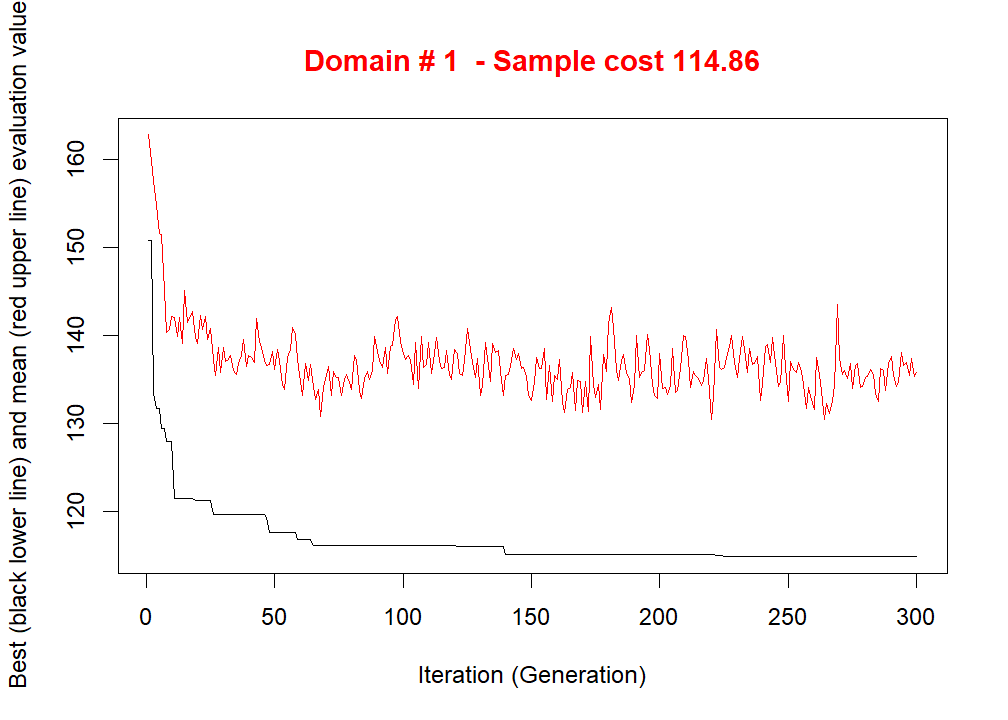 Domain # 1  - Sample cost 114.86
Best (black lower line) and mean (red upper line) evaluation value
160
150
140
130
120
0 50 100 150 200 250 300
Iteration (Generation)